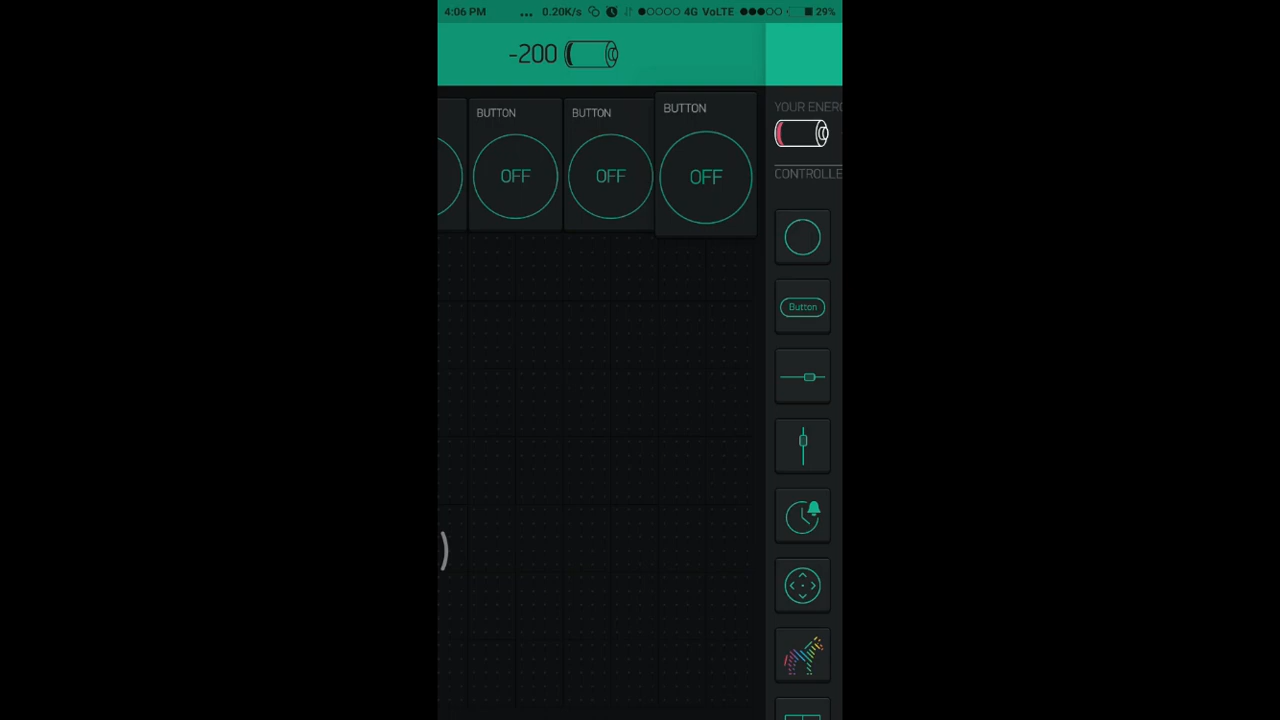 4:06 PM ... 0.20K/s 4G VoLTE 29%
-200
BUTTON BUTTON BUTTON
OFF OFF OFF
YOUR ENERG
CONTROLLE
Button